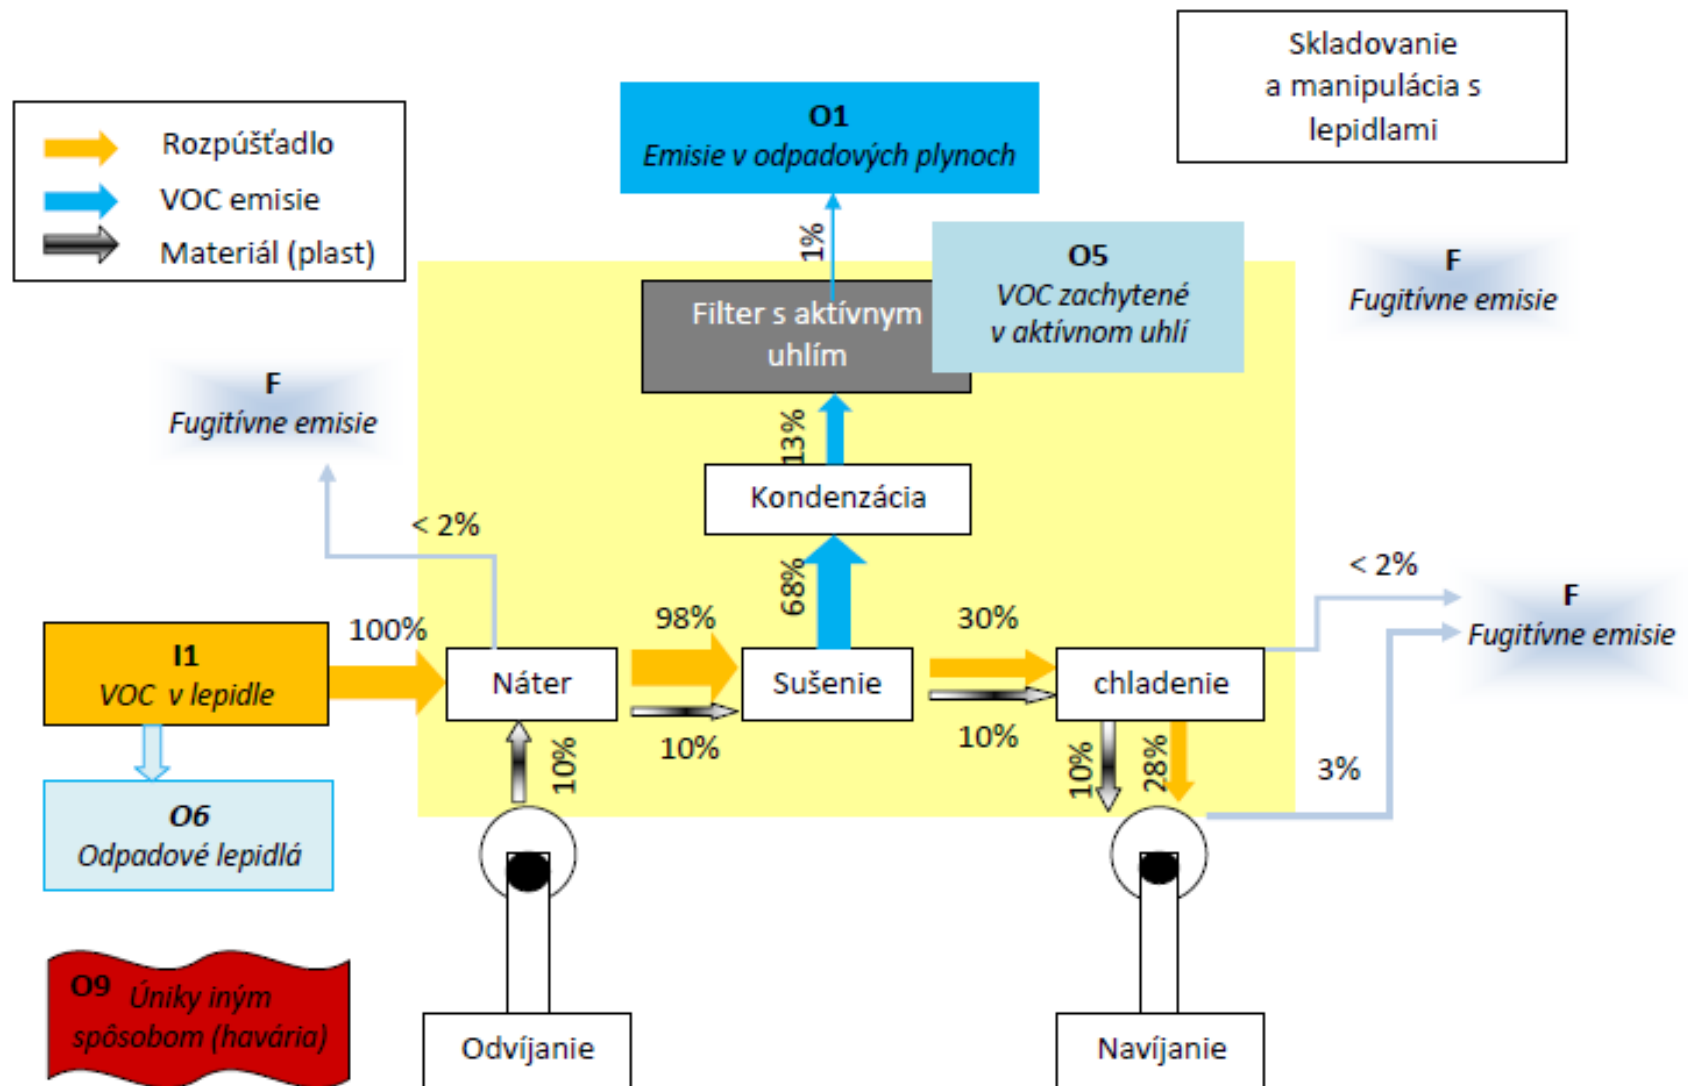 Skladovanie
a manipulácia s
lepidlami
Rozpúšťadlo
VOC emisie
Materiál (plast)
O1
Emisie v odpadových plynoch
1%
O5
VOC zachytené
v aktívnom uhlí
F
Fugitívne emisie
Filter s aktívnym
uhlím
F
Fugitívne emisie
13%
Kondenzácia
< 2%
68%
< 2%
F
Fugitívne emisie
I1
VOC v lepidle
100%
Náter
98%
10%
Sušenie
30%
10%
chladenie
10%
10%
28%
3%
O6
Odpadové lepidlá
O9 Úniky iným
spôsobom (havária)
Odvíjanie
Navíjanie